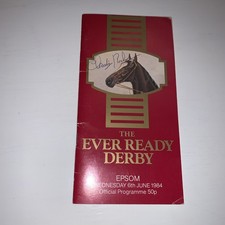 THE
EVER READY
DERBY
EPSOM
WEDNESDAY 6th JUNE 1984
Official Programme 50p